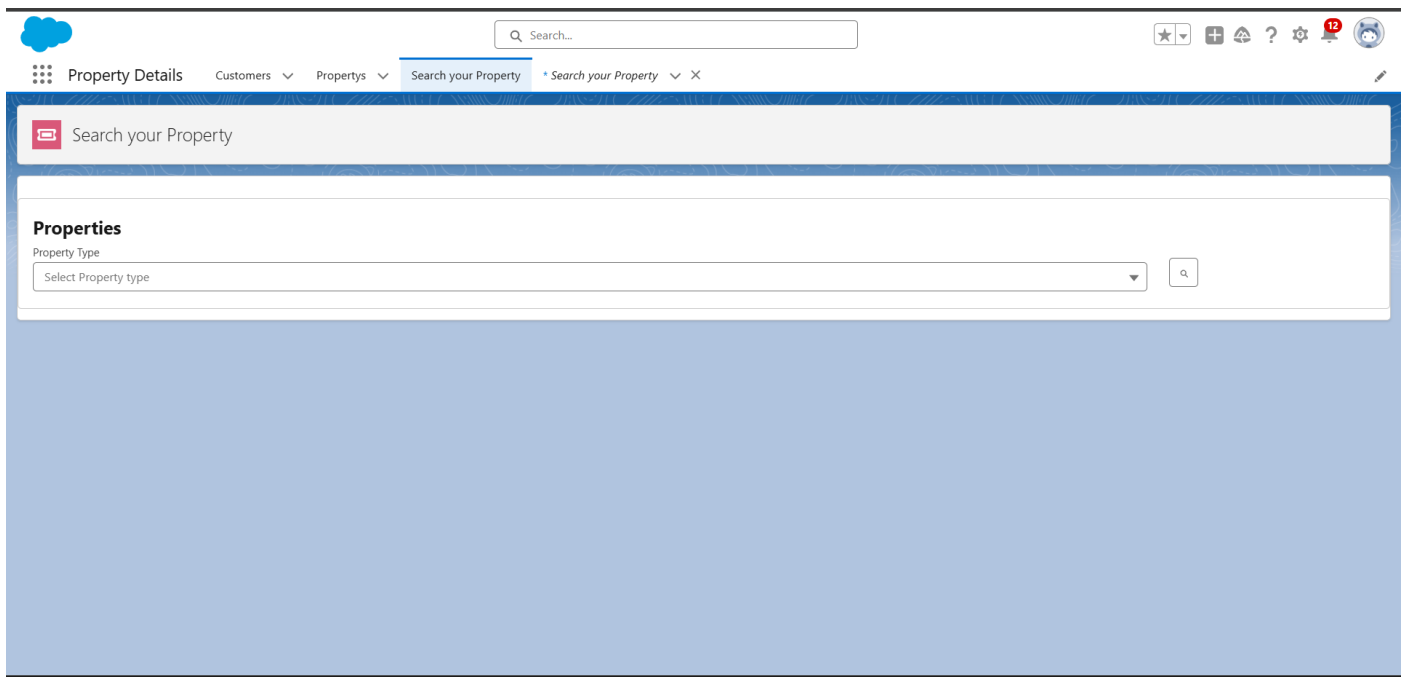 Search...
12
Property Details Customers Propertys Search your Property * Search your Property
Search your Property
Properties
Property Type
Select Property type